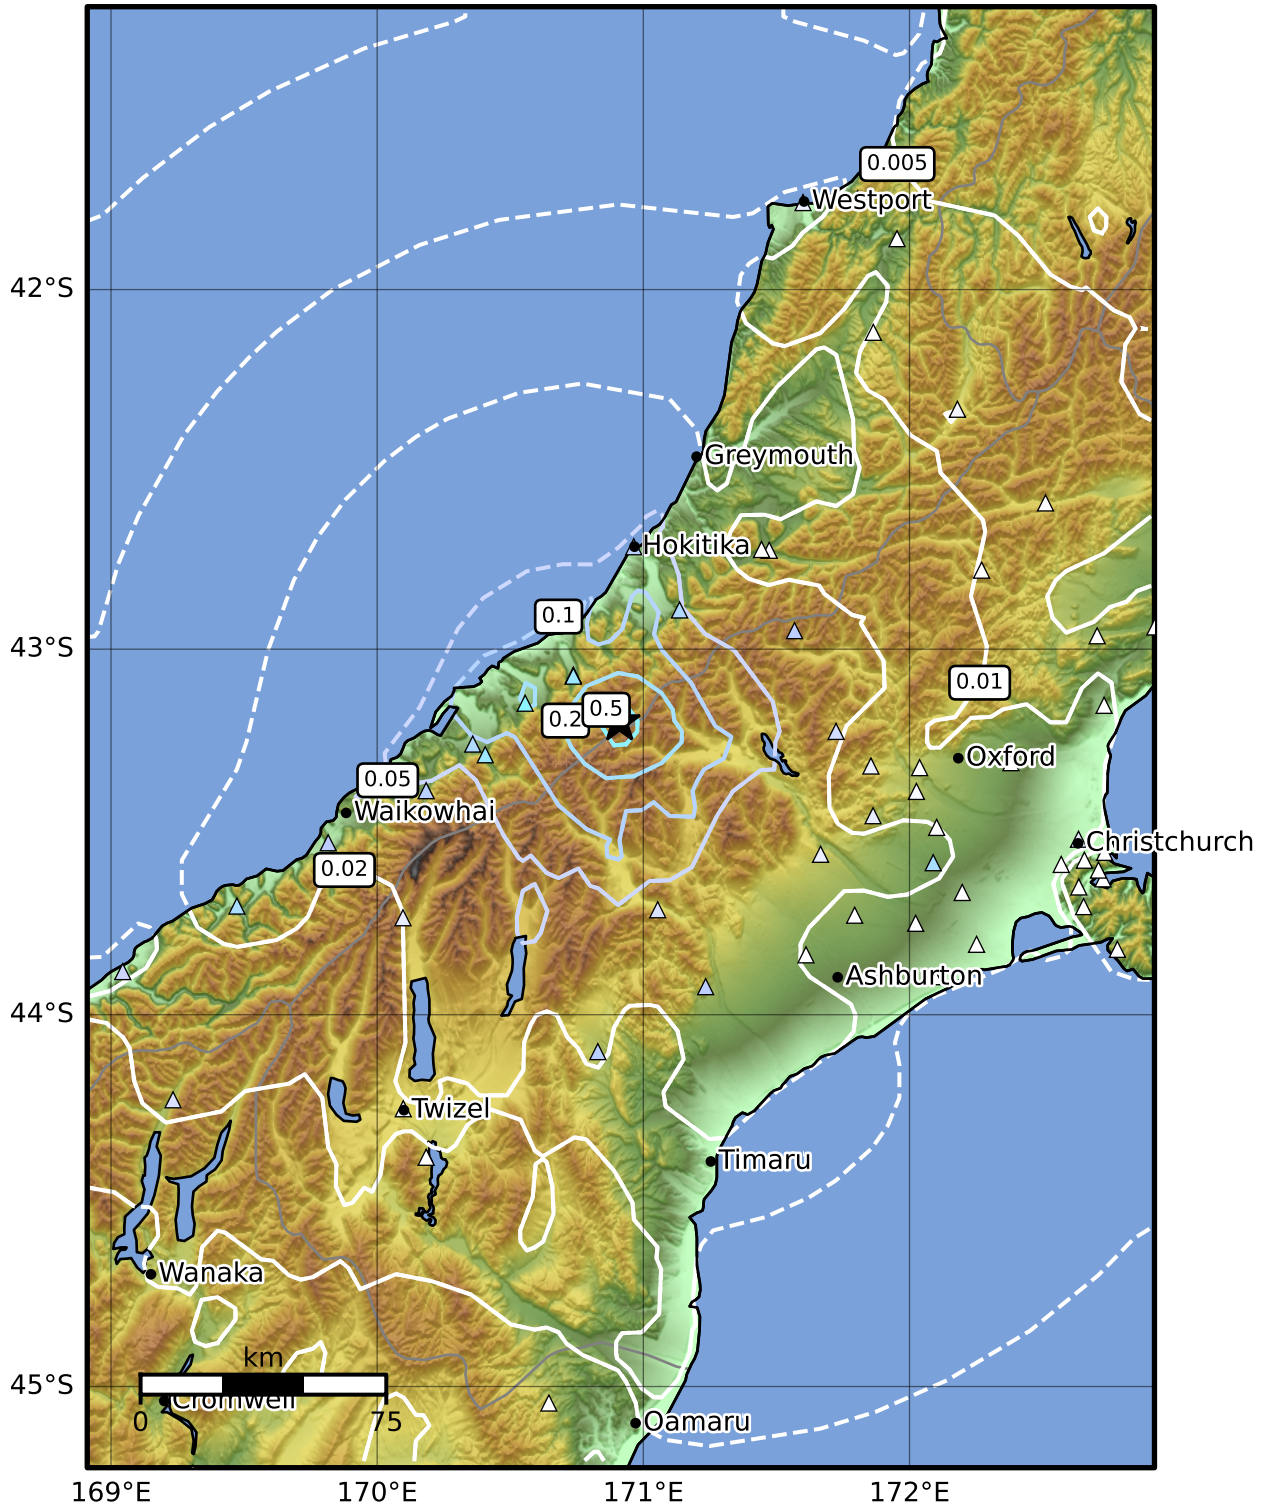 0.005
Westport
42°S
Greymouth
Hokitika
0.1
43°S
0.01
0.2
0.5
Oxford
0.05
Waikowhai
Christchurch
0.02
Ashburton
44°S
Twizel
Timaru
Wanaka
km
45°S
Cromwell
0
75
Oamaru
169°E
170°E
171°E
172°E